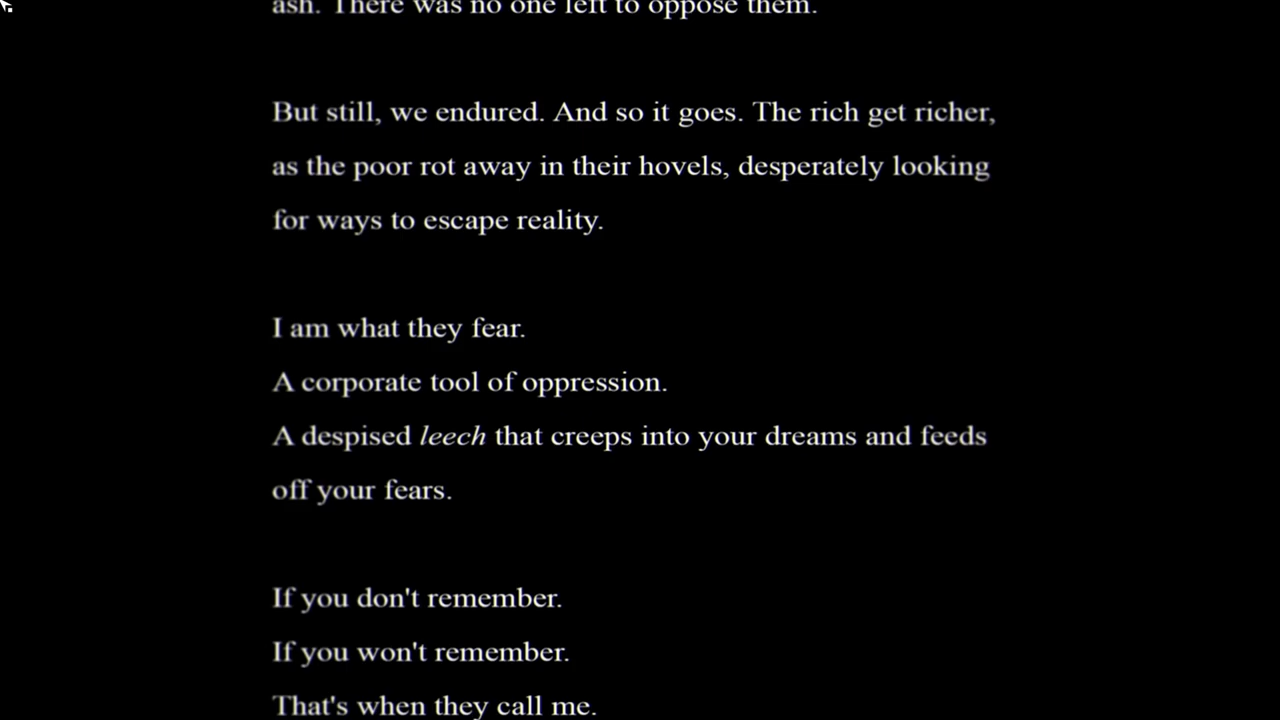 ash. There was no one left to oppose them.
But still, we endured. And so it goes. The rich get richer,
as the poor rot away in their hovels, desperately looking
for ways to escape reality.
I am what they fear.
A corporate tool of oppression.
A despised leech that creeps into your dreams and feeds
off your fears.
If you don't remember.
If you won't remember.
That's when they call me.